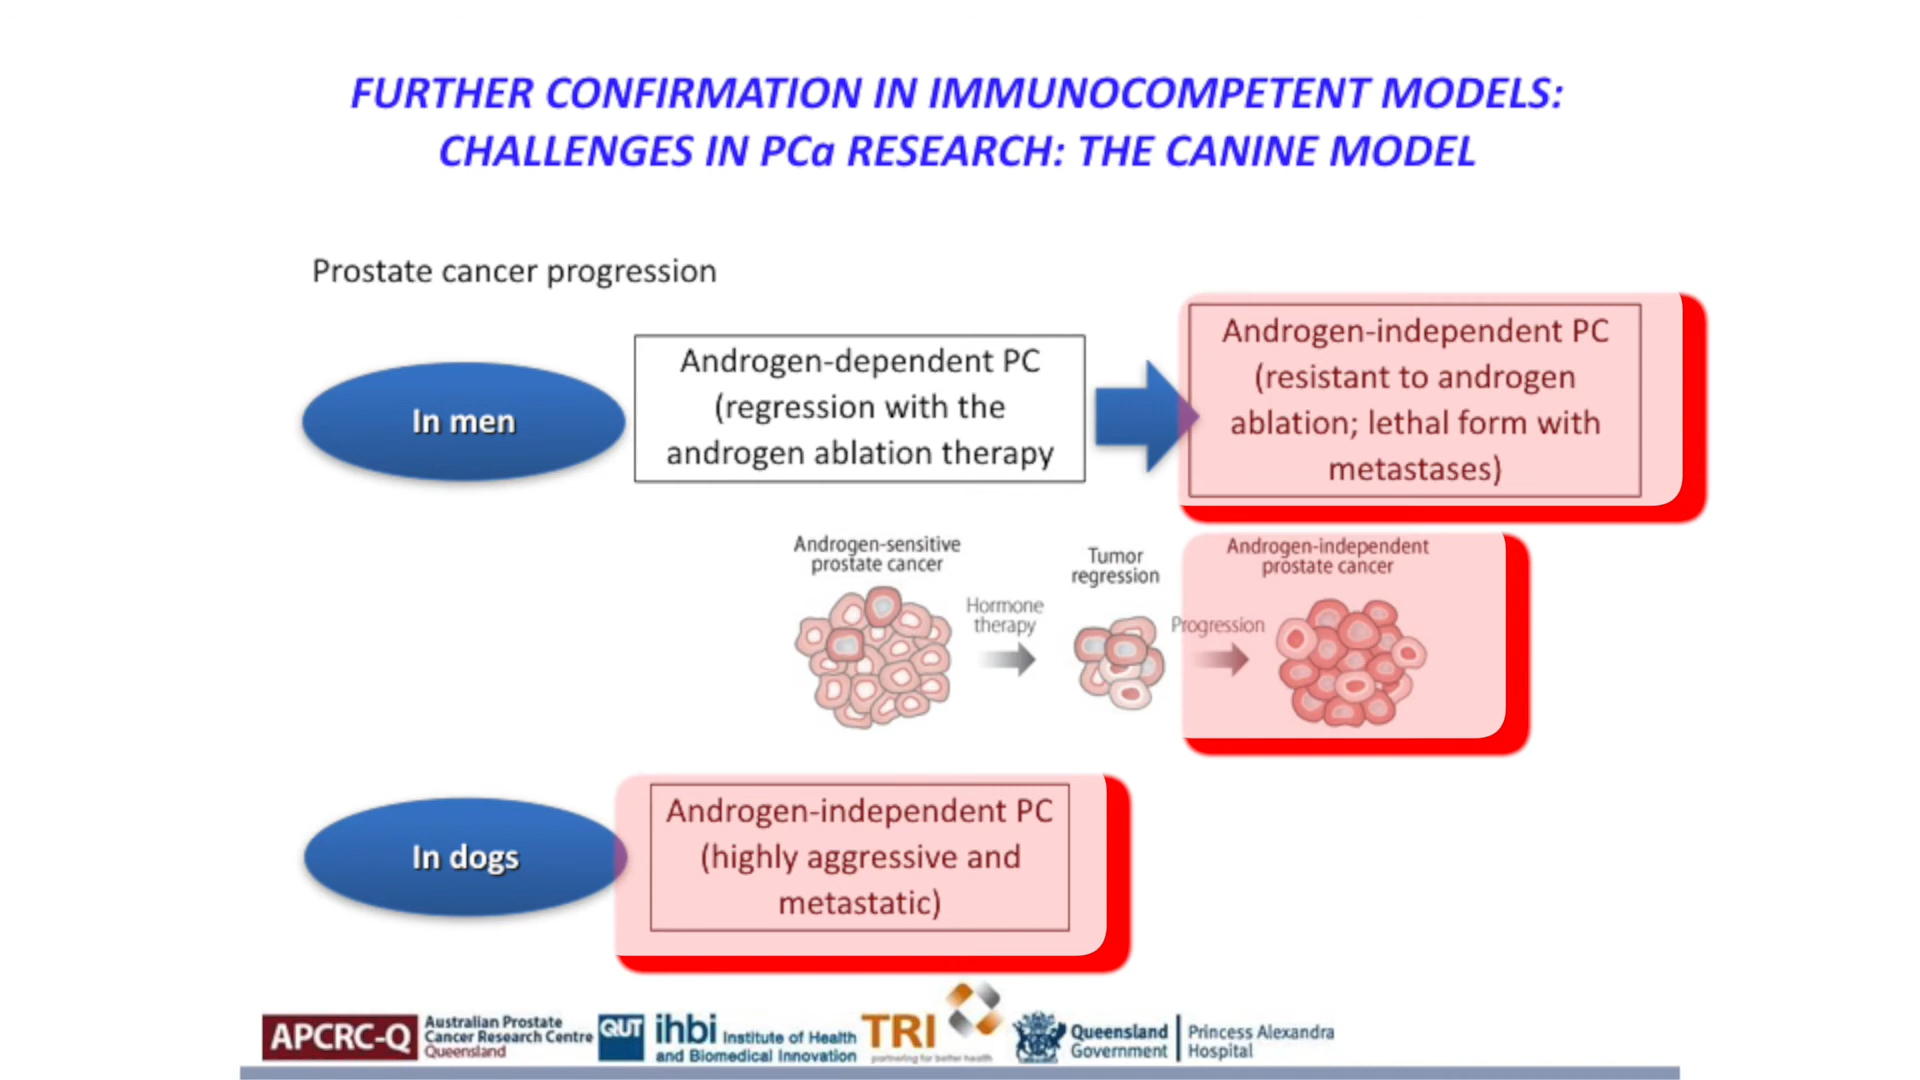 FURTHER CONFIRMATION IN IMMUNOCOMPETENT MODELS:
CHALLENGES IN PCa RESEARCH: THE CANINE MODEL
Prostate cancer progression
In men
Androgen-dependent PC
(regression with the
androgen ablation therapy
Androgen-independent PC
(resistant to androgen
ablation; lethal form with
metastases)
Androgen-sensitive
prostate cancer
Hormone
therapy
Tumor
regression
Progression
Androgen-independent
prostate cancer
In dogs
Androgen-independent PC
(highly aggressive and
metastatic)
APCRC-Q
Australian Prostate
Cancer Research Centre
Queensland
QUT
ihbi Institute of Health
and Biomedical Innovation
TRI
partnering for better health
Queensland
Government
Princess Alexandra
Hospital